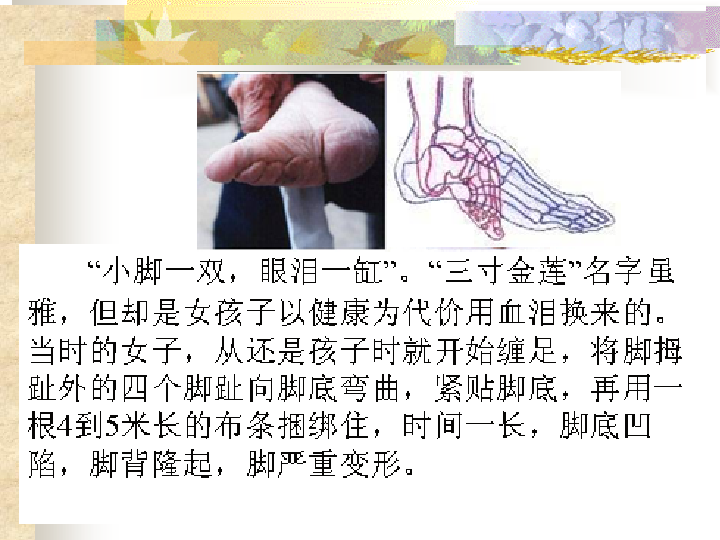 “小脚一双，眼泪一缸”。“三寸金莲”名字虽
雅，但却是女孩子以健康为代价用血泪换来的。
当时的女子，从还是孩子时就开始缠足，将脚拇
趾外的四个脚趾向脚底弯曲，紧贴脚底，再用一
根4到5米长的布条捆绑住，时间一长，脚底凹
陷，脚背隆起，脚严重变形。